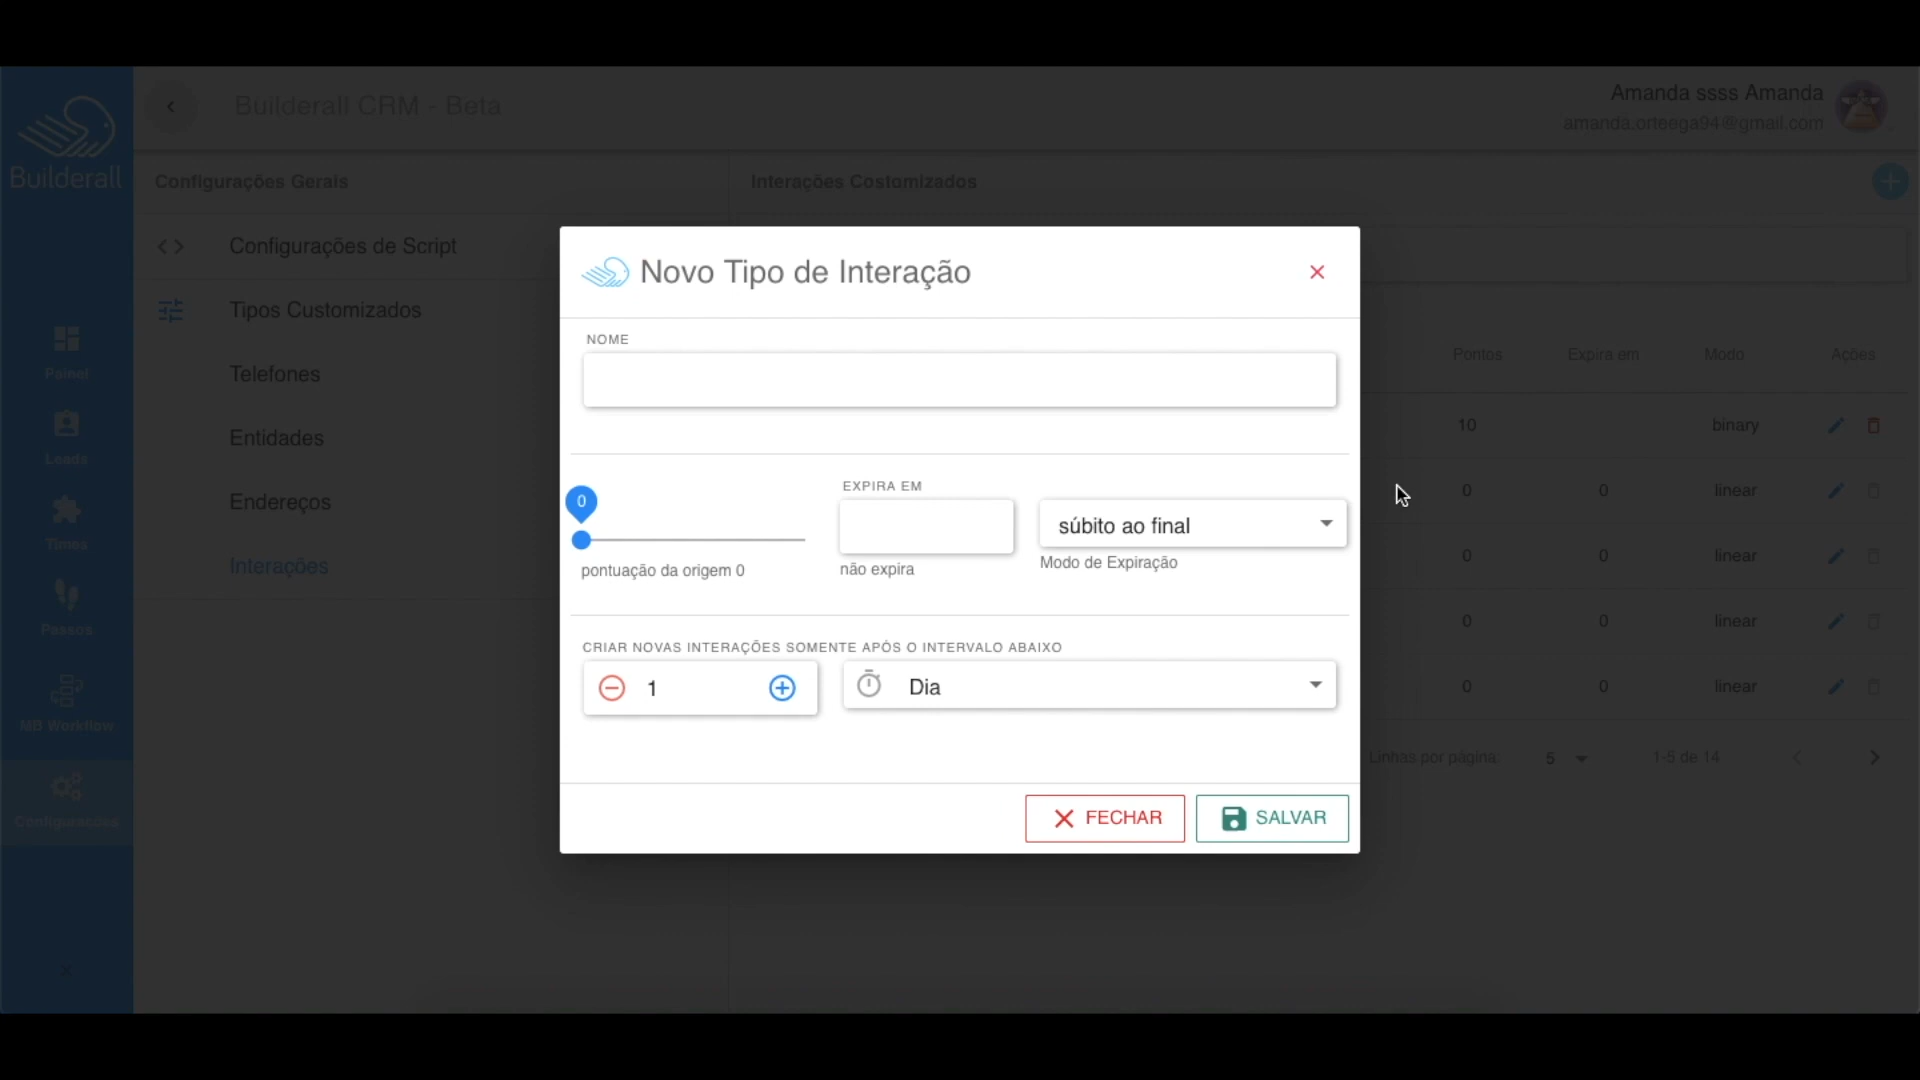 Builderall CRM - Beta
Amanda ssss Amanda
amanda.orteega94@gmail.com
Builderall
Configurações Gerais
Interações Costomizados
Configurações de Script
Tipos Customizados
Telefones
Entidades
Endereços
Interações
Painel
Leads
Times
Passos
MB Workflow
Configurações
Novo Tipo de Interação
NOME
0
pontuação da origem 0
EXPIRA EM
não expira
súbito ao final
Modo de Expiração
CRIAR NOVAS INTERAÇÕES SOMENTE APÓS O INTERVALO ABAIXO
1
Dia
FECHAR
SALVAR
Pontos Expira em Modo Ações
10 binary
0 0 linear
0 0 linear
0 0 linear
0 0 linear
Linhas por página: 5 1-5 de 14